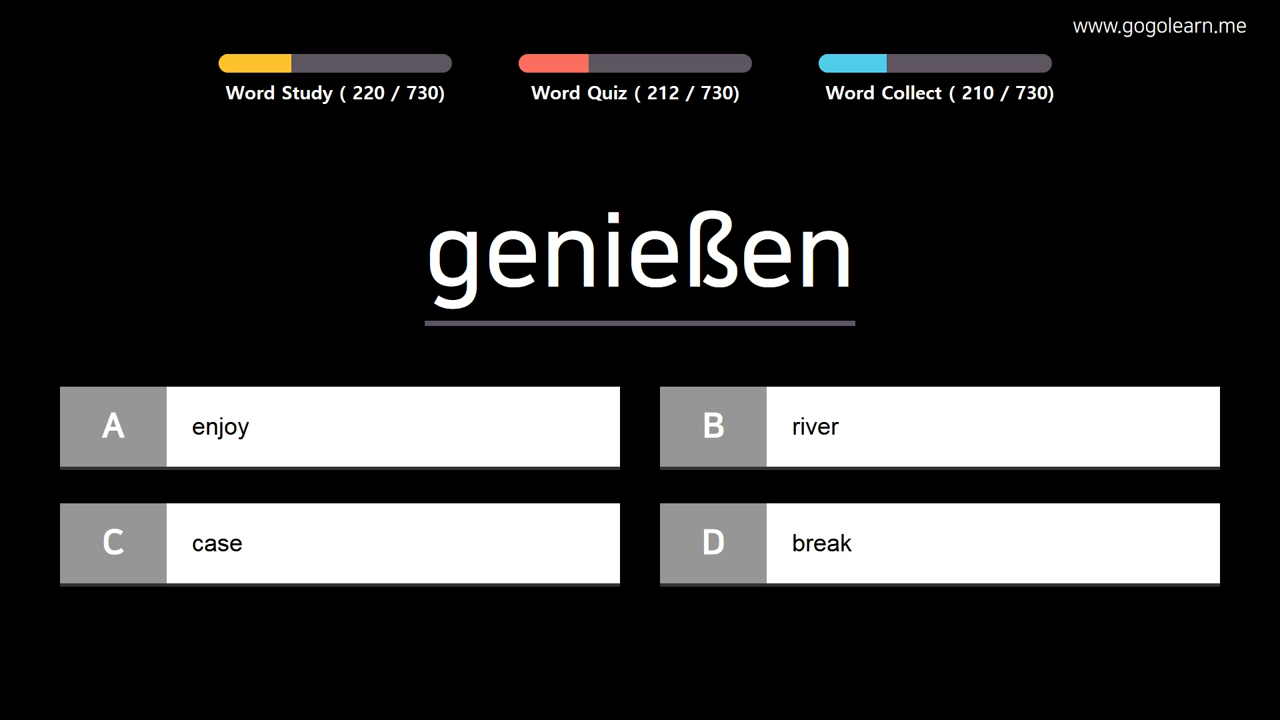 www.gogolearn.me
Word Study ( 220 / 730)
Word Quiz ( 212 / 730)
Word Collect ( 210 / 730)
genießen
A enjoy
B river
C case
D break